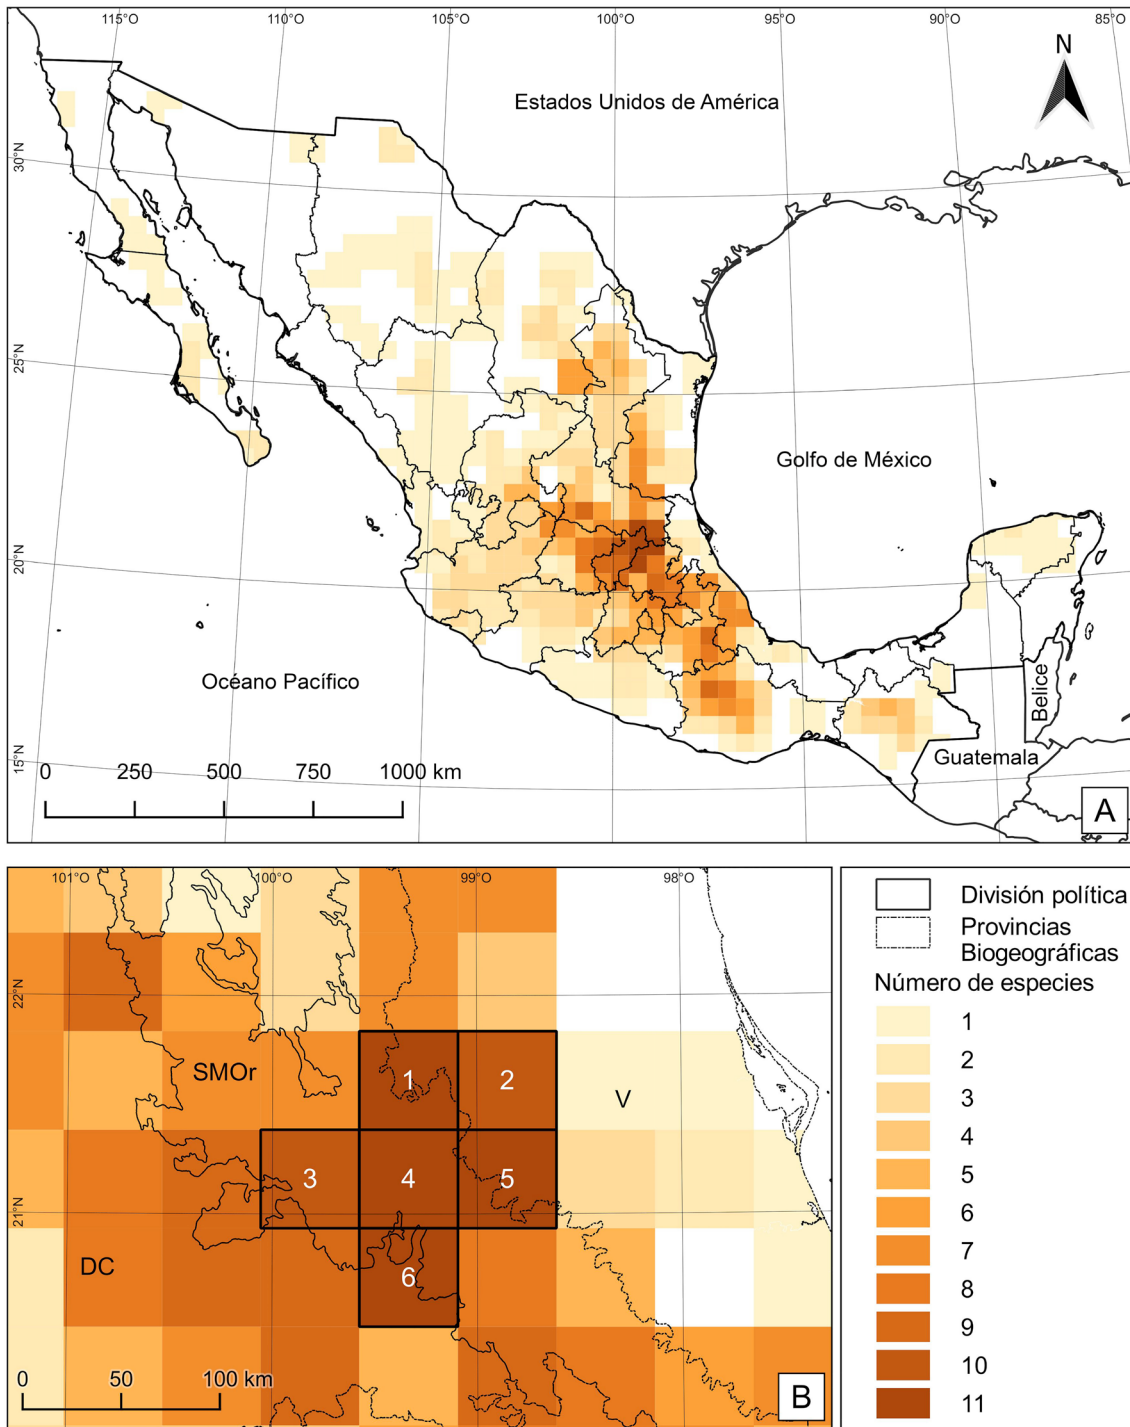 115°O 110°O 105°O 100°O 95°O 90°O 85°O
N
Estados Unidos de América
30°N
25°N
Golfo de México
20°N
Océano Pacífico
Belice
Guatemala
15°N
0 250 500 750 1000 km
A
101°O 100°O 99°O 98°O
22°N
SMOr
1 2
V
3 4 5
21°N
DC
6
0 50 100 km
B
División política
Provincias
Biogeográficas
Número de especies
1
2
3
4
5
6
7
8
9
10
11